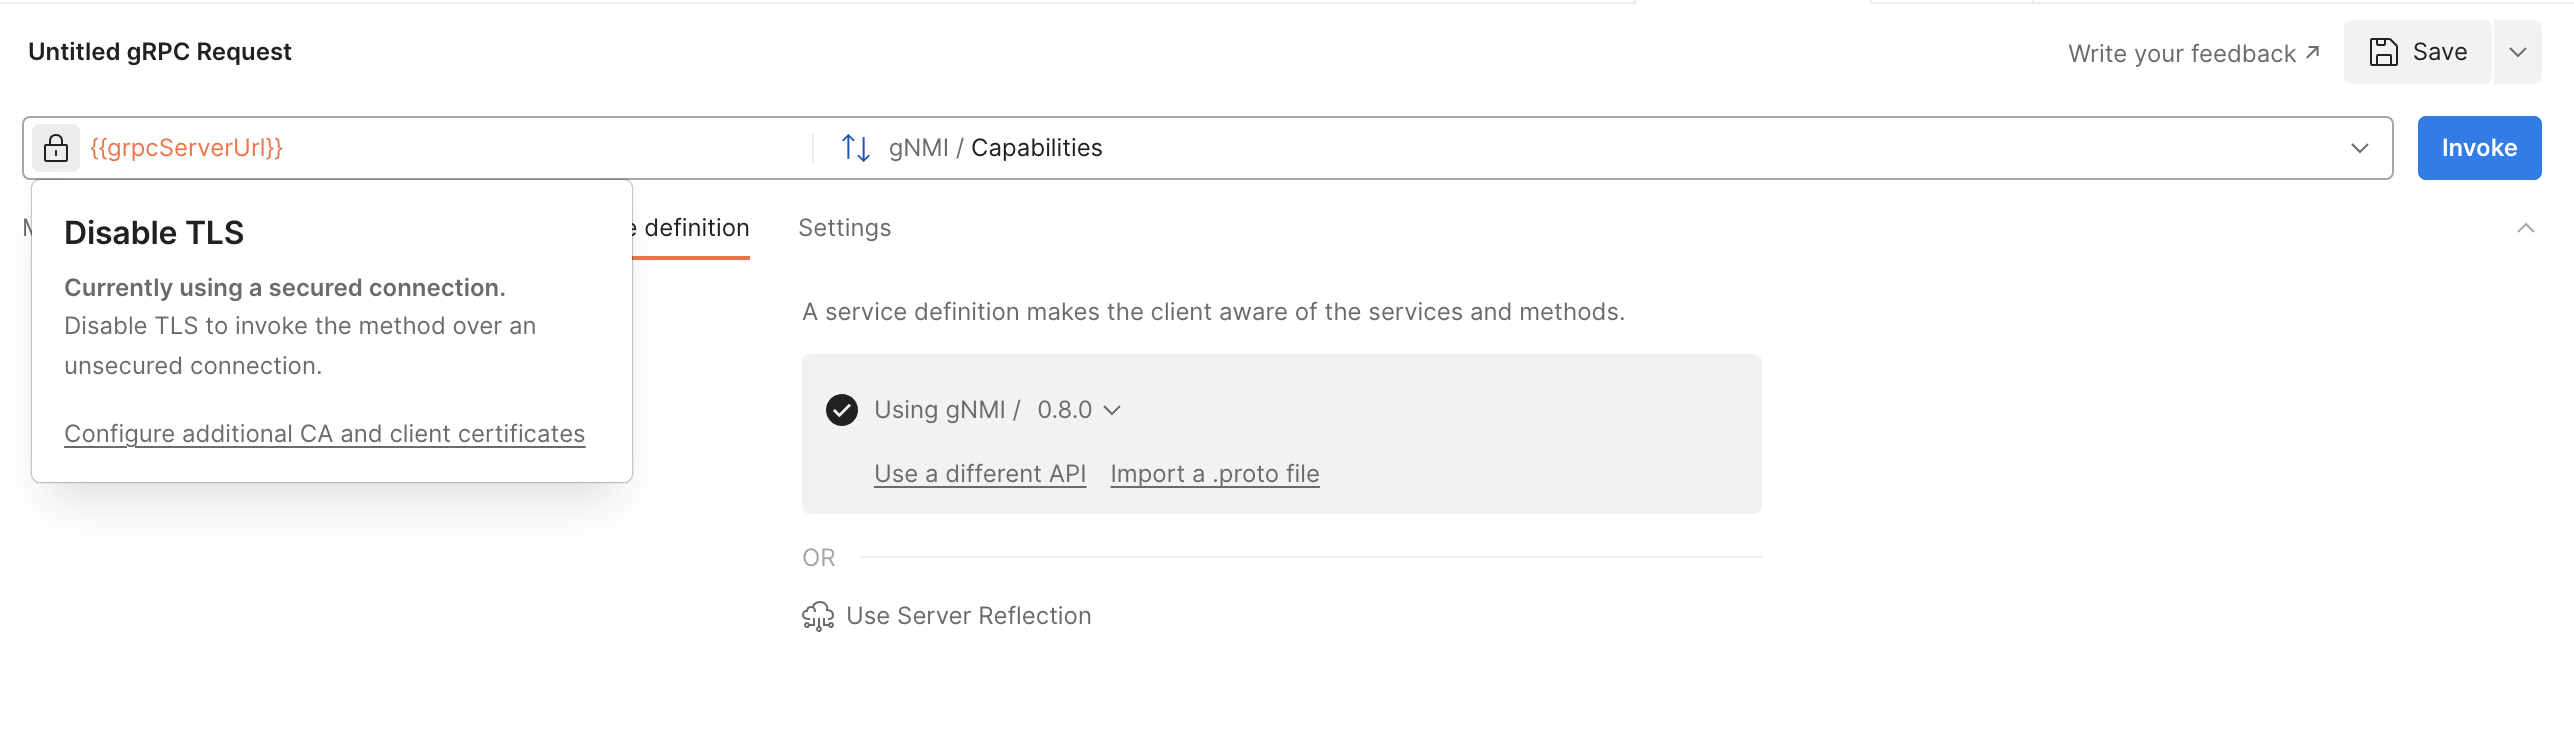 Untitled gRPC Request
Write your feedback ↗
Save
{{grpcServerUrl}}
gNMI / Capabilities
Invoke
definition
Settings
Disable TLS
Currently using a secured connection.
Disable TLS to invoke the method over an
unsecured connection.
Configure additional CA and client certificates
A service definition makes the client aware of the services and methods.
Using gNMI / 0.8.0
Use a different API Import a .proto file
OR
Use Server Reflection